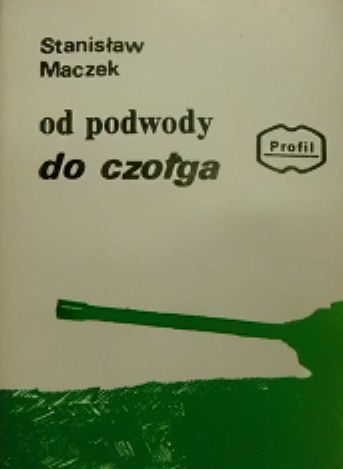 Stanisław
Maczek
od podwody
do czołga
Profil